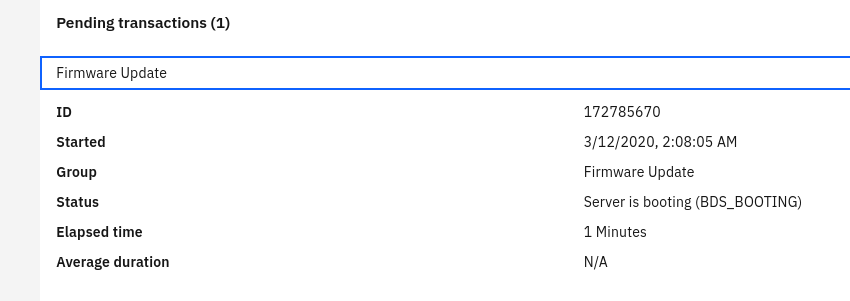 Pending transactions (1)
Firmware Update
ID 172785670
Started 3/12/2020, 2:08:05 AM
Group Firmware Update
Status Server is booting (BDS_BOOTING)
Elapsed time 1 Minutes
Average duration N/A